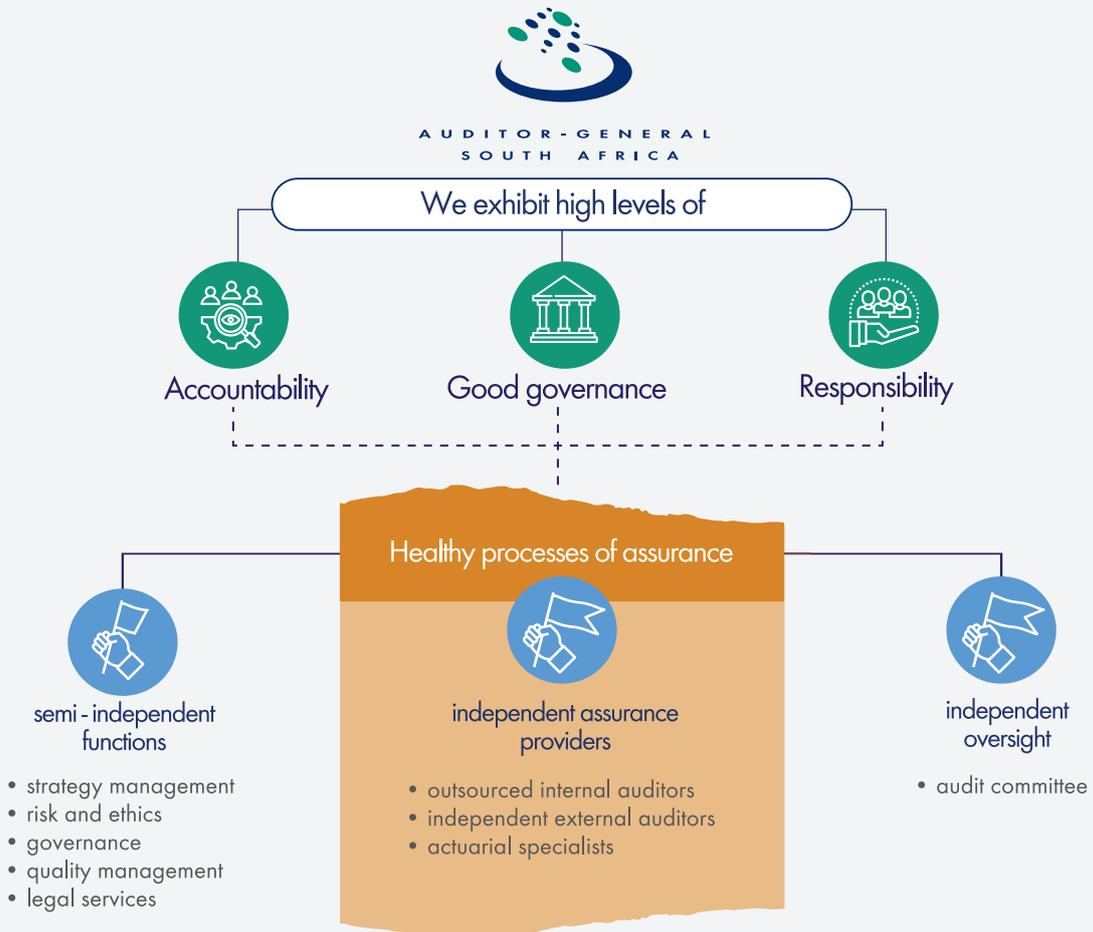 AUDITOR-GENERAL
SOUTH AFRICA
We exhibit high levels of
Accountability
Good governance
Responsibility
Healthy processes of assurance
semi - independent
functions
• strategy management
• risk and ethics
• governance
• quality management
• legal services
independent assurance
providers
• outsourced internal auditors
• independent external auditors
• actuarial specialists
independent
oversight
• audit committee